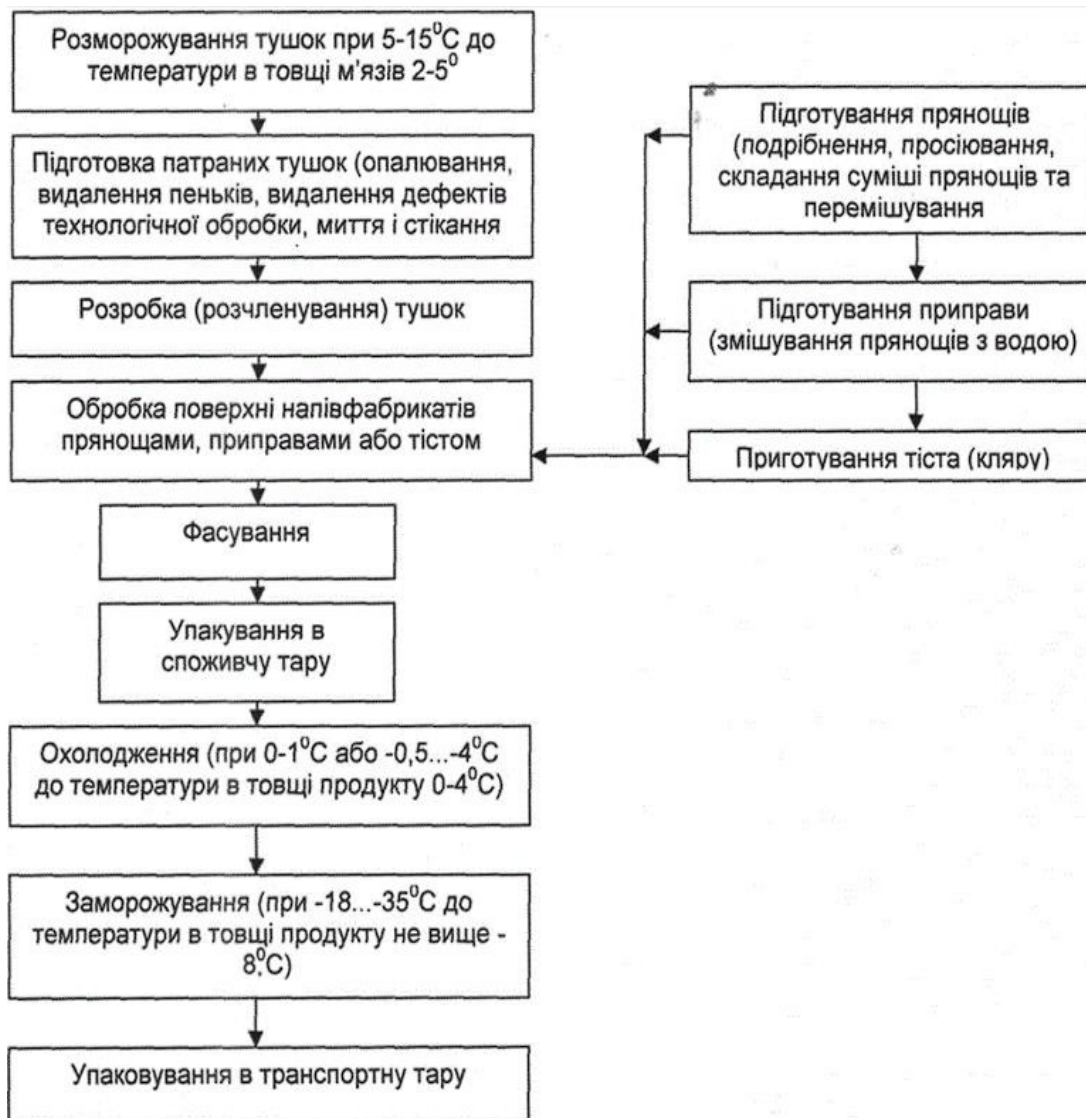 Розморожування тушок при 5-15⁰С до
температури в товщі м'язів 2-5⁰
Підготовка патраних тушок (опалювання,
видалення пеньків, видалення дефектів
технологічної обробки, миття і стікання
Розробка (розчленування) тушок
Обробка поверхні напівфабрикатів
прянощами, приправами або тістом
Підготування прянощів
(подрібнення, просіювання,
складання суміші прянощів та
перемішування
Підготування приправи
(змішування прянощів з водою)
Приготування тіста (кляру)
Фасування
Упакування в
споживчу тару
Охолодження (при 0-1⁰С або -0,5...-4⁰С
до температури в товщі продукту 0-4⁰С)
Заморожування (при -18...-35⁰С до
температури в товщі продукту не вище -
8⁰С)
Упаковування в транспортну тару